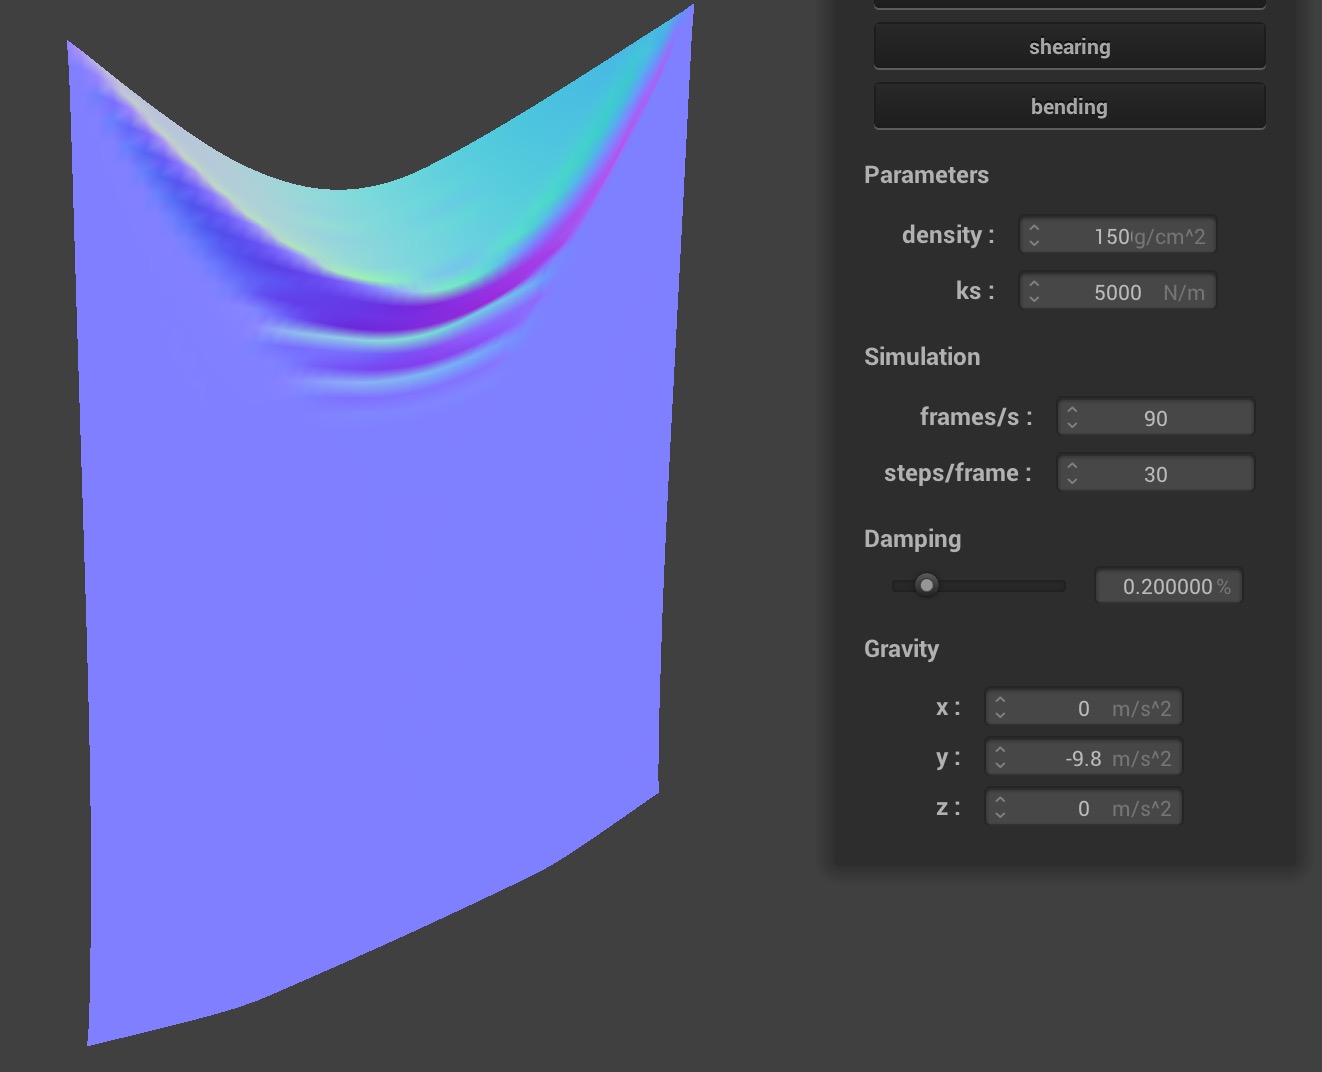 shearing
bending
Parameters
density : 150 g/cm^2
ks : 5000 N/m
Simulation
frames/s : 90
steps/frame : 30
Damping
0.200000 %
Gravity
x : 0 m/s^2
y : -9.8 m/s^2
z : 0 m/s^2